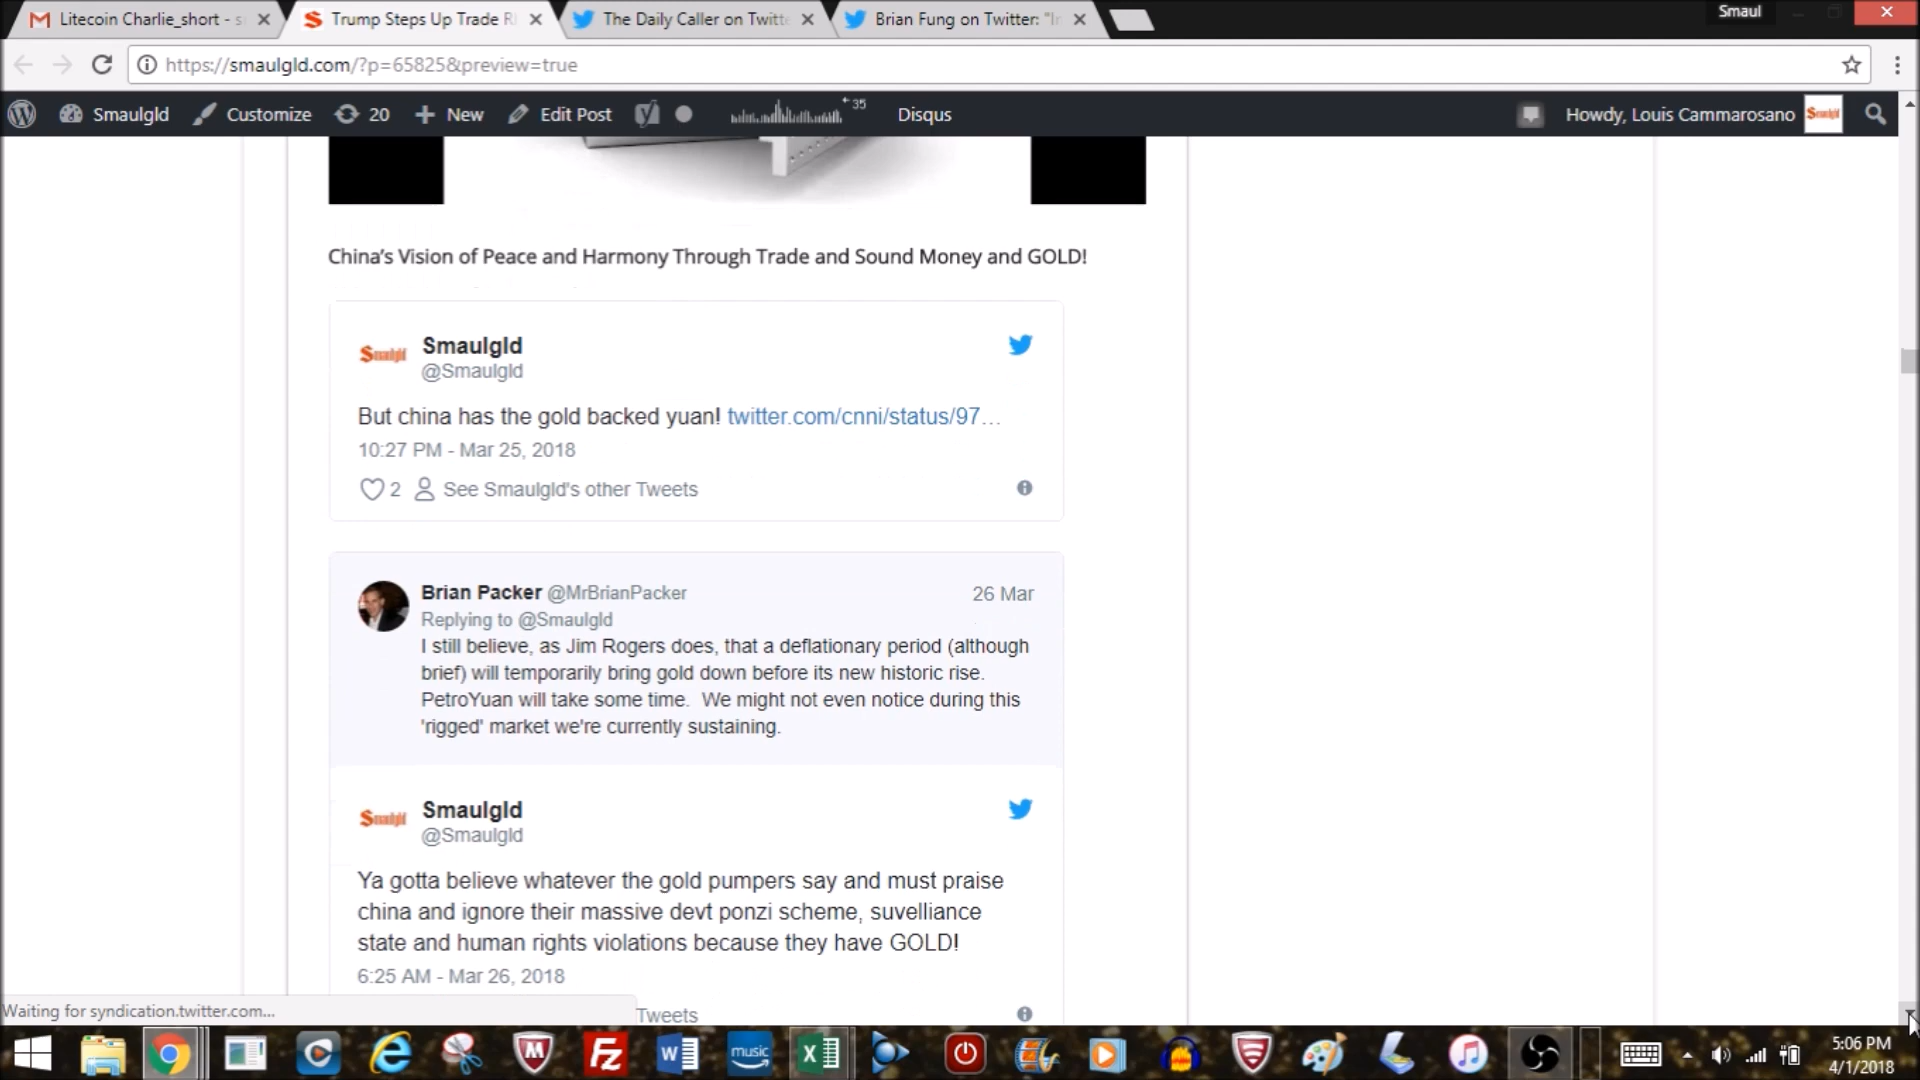 Smaul
Litecoin Charlie_short - s
Trump Steps Up Trade R
The Daily Caller on Twitt
Brian Fung on Twitter: "I
https://smaulgld.com/?p=65825&preview=true
Smaulgld
Customize
20
New
Edit Post
35
Disqus
Howdy, Louis Cammarosano
Smaulgld
China's Vision of Peace and Harmony Through Trade and Sound Money and GOLD!
Smaulgld
Smaulgld
@Smaulgld
But china has the gold backed yuan! twitter.com/cnni/status/97...
10:27 PM - Mar 25, 2018
2
See Smaulgld's other Tweets
Brian Packer @MrBrianPacker
26 Mar
Replying to @Smaulgld
I still believe, as Jim Rogers does, that a deflationary period (although
brief) will temporarily bring gold down before its new historic rise.
PetroYuan will take some time. We might not even notice during this
'rigged' market we're currently sustaining.
Smaulgld
Smaulgld
@Smaulgld
Ya gotta believe whatever the gold pumpers say and must praise
china and ignore their massive devt ponzi scheme, suvelliance
state and human rights violations because they have GOLD!
6:25 AM - Mar 26, 2018
Tweets
Waiting for syndication.twitter.com...
music
5:06 PM
4/1/2018